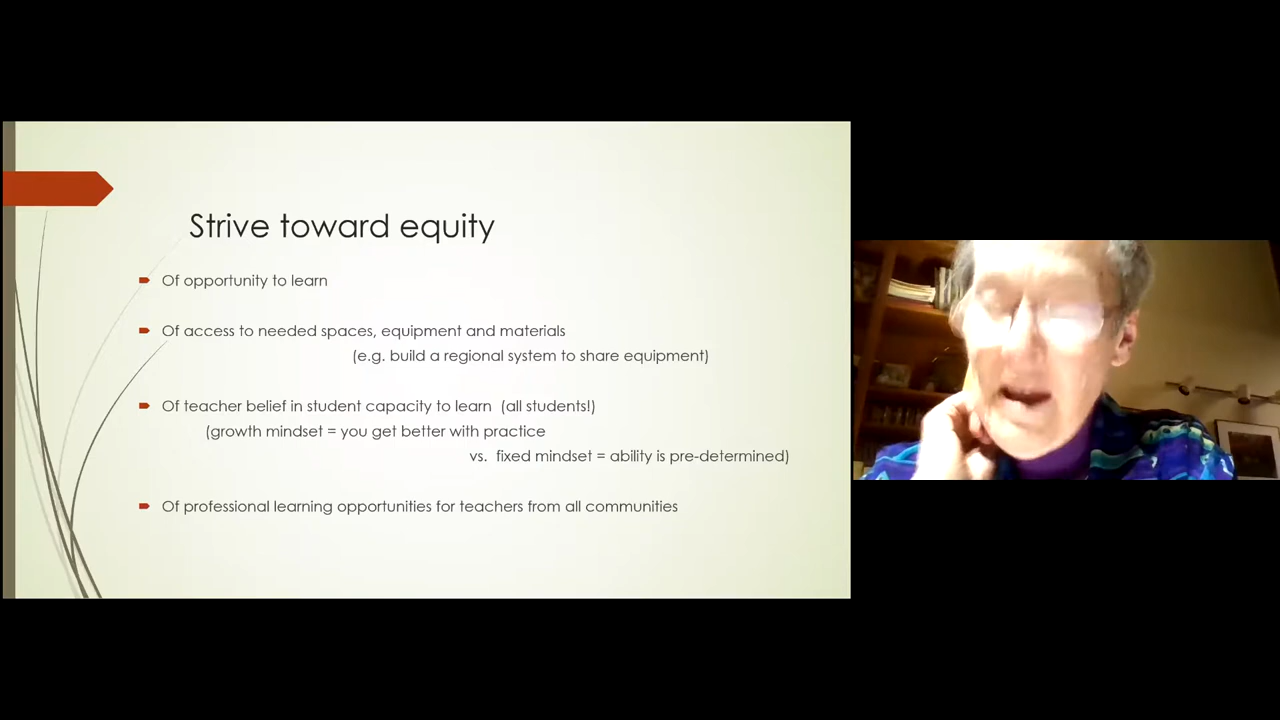 Strive toward equity
Of opportunity to learn
Of access to needed spaces, equipment and materials
(e.g. build a regional system to share equipment)
Of teacher belief in student capacity to learn (all students!)
(growth mindset = you get better with practice
vs. fixed mindset = ability is pre-determined)
Of professional learning opportunities for teachers from all communities